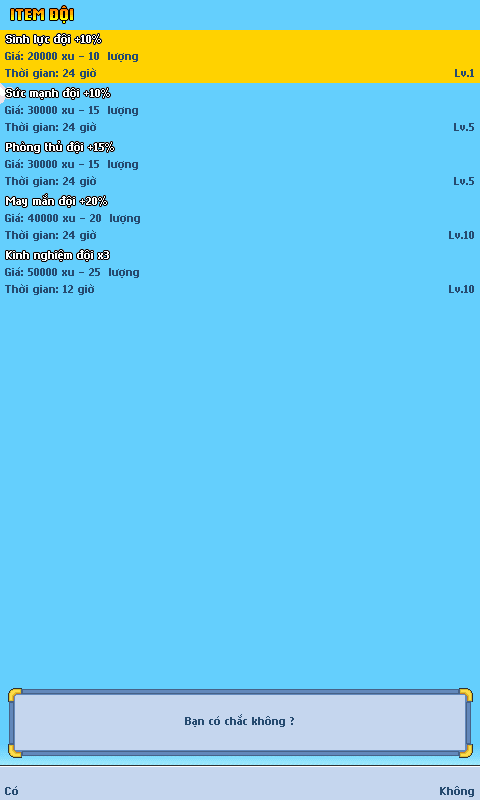 ITEM ĐỘI
Sinh lực đội +10%
Giá: 20000 xu - 10 lượng
Thời gian: 24 giờ
Lv.1
Sức mạnh đội +10%
Giá: 30000 xu - 15 lượng
Thời gian: 24 giờ
Lv.5
Phòng thủ đội +15%
Giá: 30000 xu - 15 lượng
Thời gian: 24 giờ
Lv.5
May mắn đội +20%
Giá: 40000 xu - 20 lượng
Thời gian: 24 giờ
Lv.10
Kinh nghiệm đội x3
Giá: 50000 xu - 25 lượng
Thời gian: 12 giờ
Lv.10
Bạn có chắc không ?
Có
Không